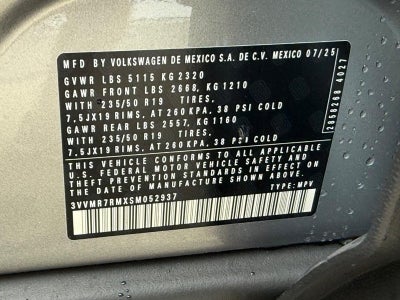 MFD BY VOLKSWAGEN DE MEXICO S.A. DE C.V. MEXICO 07/25
GVWR LBS 5115 KG 2320
GAWR FRONT LBS 2668, KG 1210
WITH 235/50 R19 TIRES,
7.5JX19 RIMS, AT 260 KPA, 38 PSI COLD
GAWR REAR LBS 2557, KG 1160
WITH 235/50 R19 TIRES,
7.5JX19 RIMS, AT 260 KPA, 38 PSI COLD
THIS VEHICLE CONFORMS TO ALL APPLICABLE
U.S. FEDERAL MOTOR VEHICLE SAFETY AND
THEFT PREVENTION STANDARDS IN EFFECT ON
THE DATE OF MANUFACTURE SHOWN ABOVE.
3VVMR7RMXSM052937 TYPE: MPV